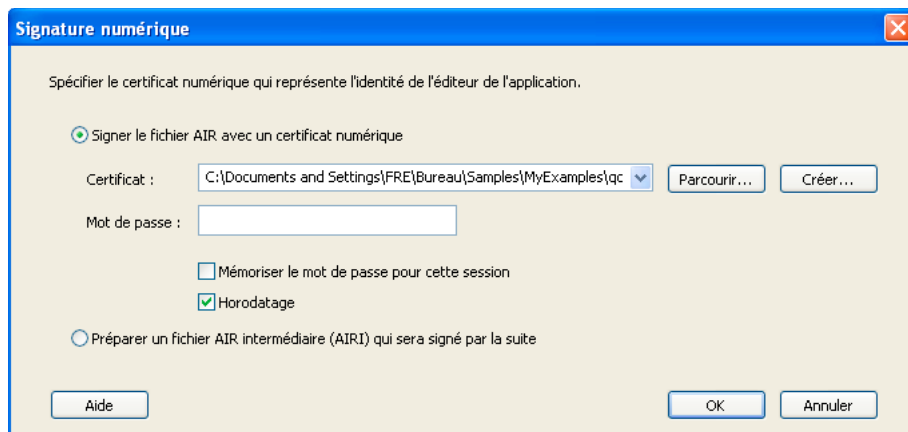 Signature numérique
Spécifier le certificat numérique qui représente l'identité de l'éditeur de l'application.
Signer le fichier AIR avec un certificat numérique
Certificat : C:\Documents and Settings\FRE\Bureau\Samples\MyExamples\qc Parcourir... Créer...
Mot de passe :
Mémoriser le mot de passe pour cette session
Horodatage
Préparer un fichier AIR intermédiaire (AIRI) qui sera signé par la suite
Aide OK Annuler